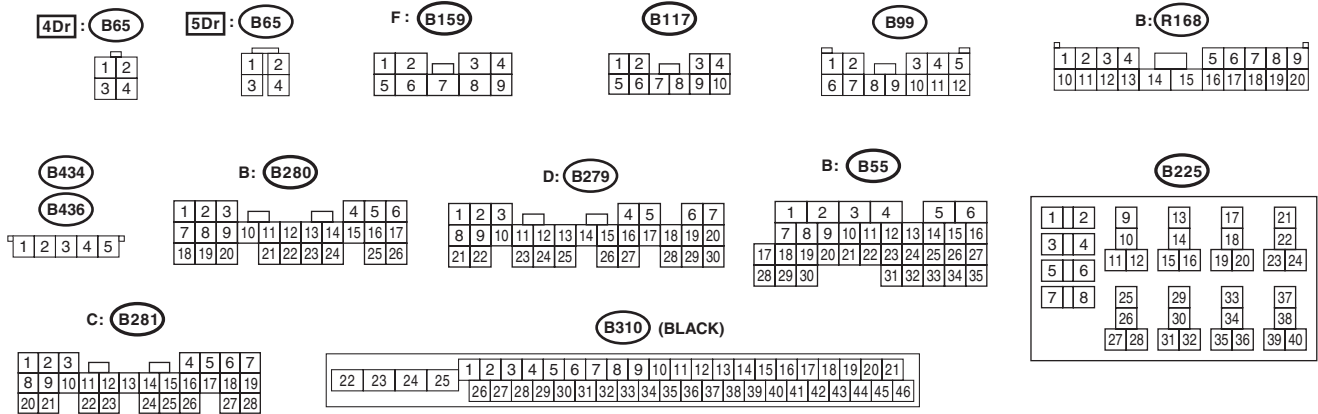 4Dr : B65 5Dr : B65 F: B159 B117 B99 B: R168
1 2 1 2 1 2 3 4 1 2 3 4 1 2 3 4 5 1 2 3 4 5 6 7 8 9
3 4 3 4 5 6 7 8 9 5 6 7 8 9 10 6 7 8 9 10 11 12 10 11 12 13 14 15 16 17 18 19 20
B434
B436
1 2 3 4 5
B: B280
1 2 3 4 5 6
7 8 9 10 11 12 13 14 15 16 17
18 19 20 21 22 23 24 25 26
D: B279
1 2 3 4 5 6 7
8 9 10 11 12 13 14 15 16 17 18 19 20
21 22 23 24 25 26 27 28 29 30
B: B55
1 2 3 4 5 6
7 8 9 10 11 12 13 14 15 16
17 18 19 20 21 22 23 24 25 26 27
28 29 30 31 32 33 34 35
B225
1 2 9 13 17 21
3 4 10 14 18 22
5 6 11 12 15 16 19 20 23 24
7 8 25 29 33 37
26 30 34 38
27 28 31 32 35 36 39 40
C: B281
1 2 3 4 5 6 7
8 9 10 11 12 13 14 15 16 17 18 19
20 21 22 23 24 25 26 27 28
B310 (BLACK)
22 23 24 25 1 2 3 4 5 6 7 8 9 10 11 12 13 14 15 16 17 18 19 20 21
26 27 28 29 30 31 32 33 34 35 36 37 38 39 40 41 42 43 44 45 46